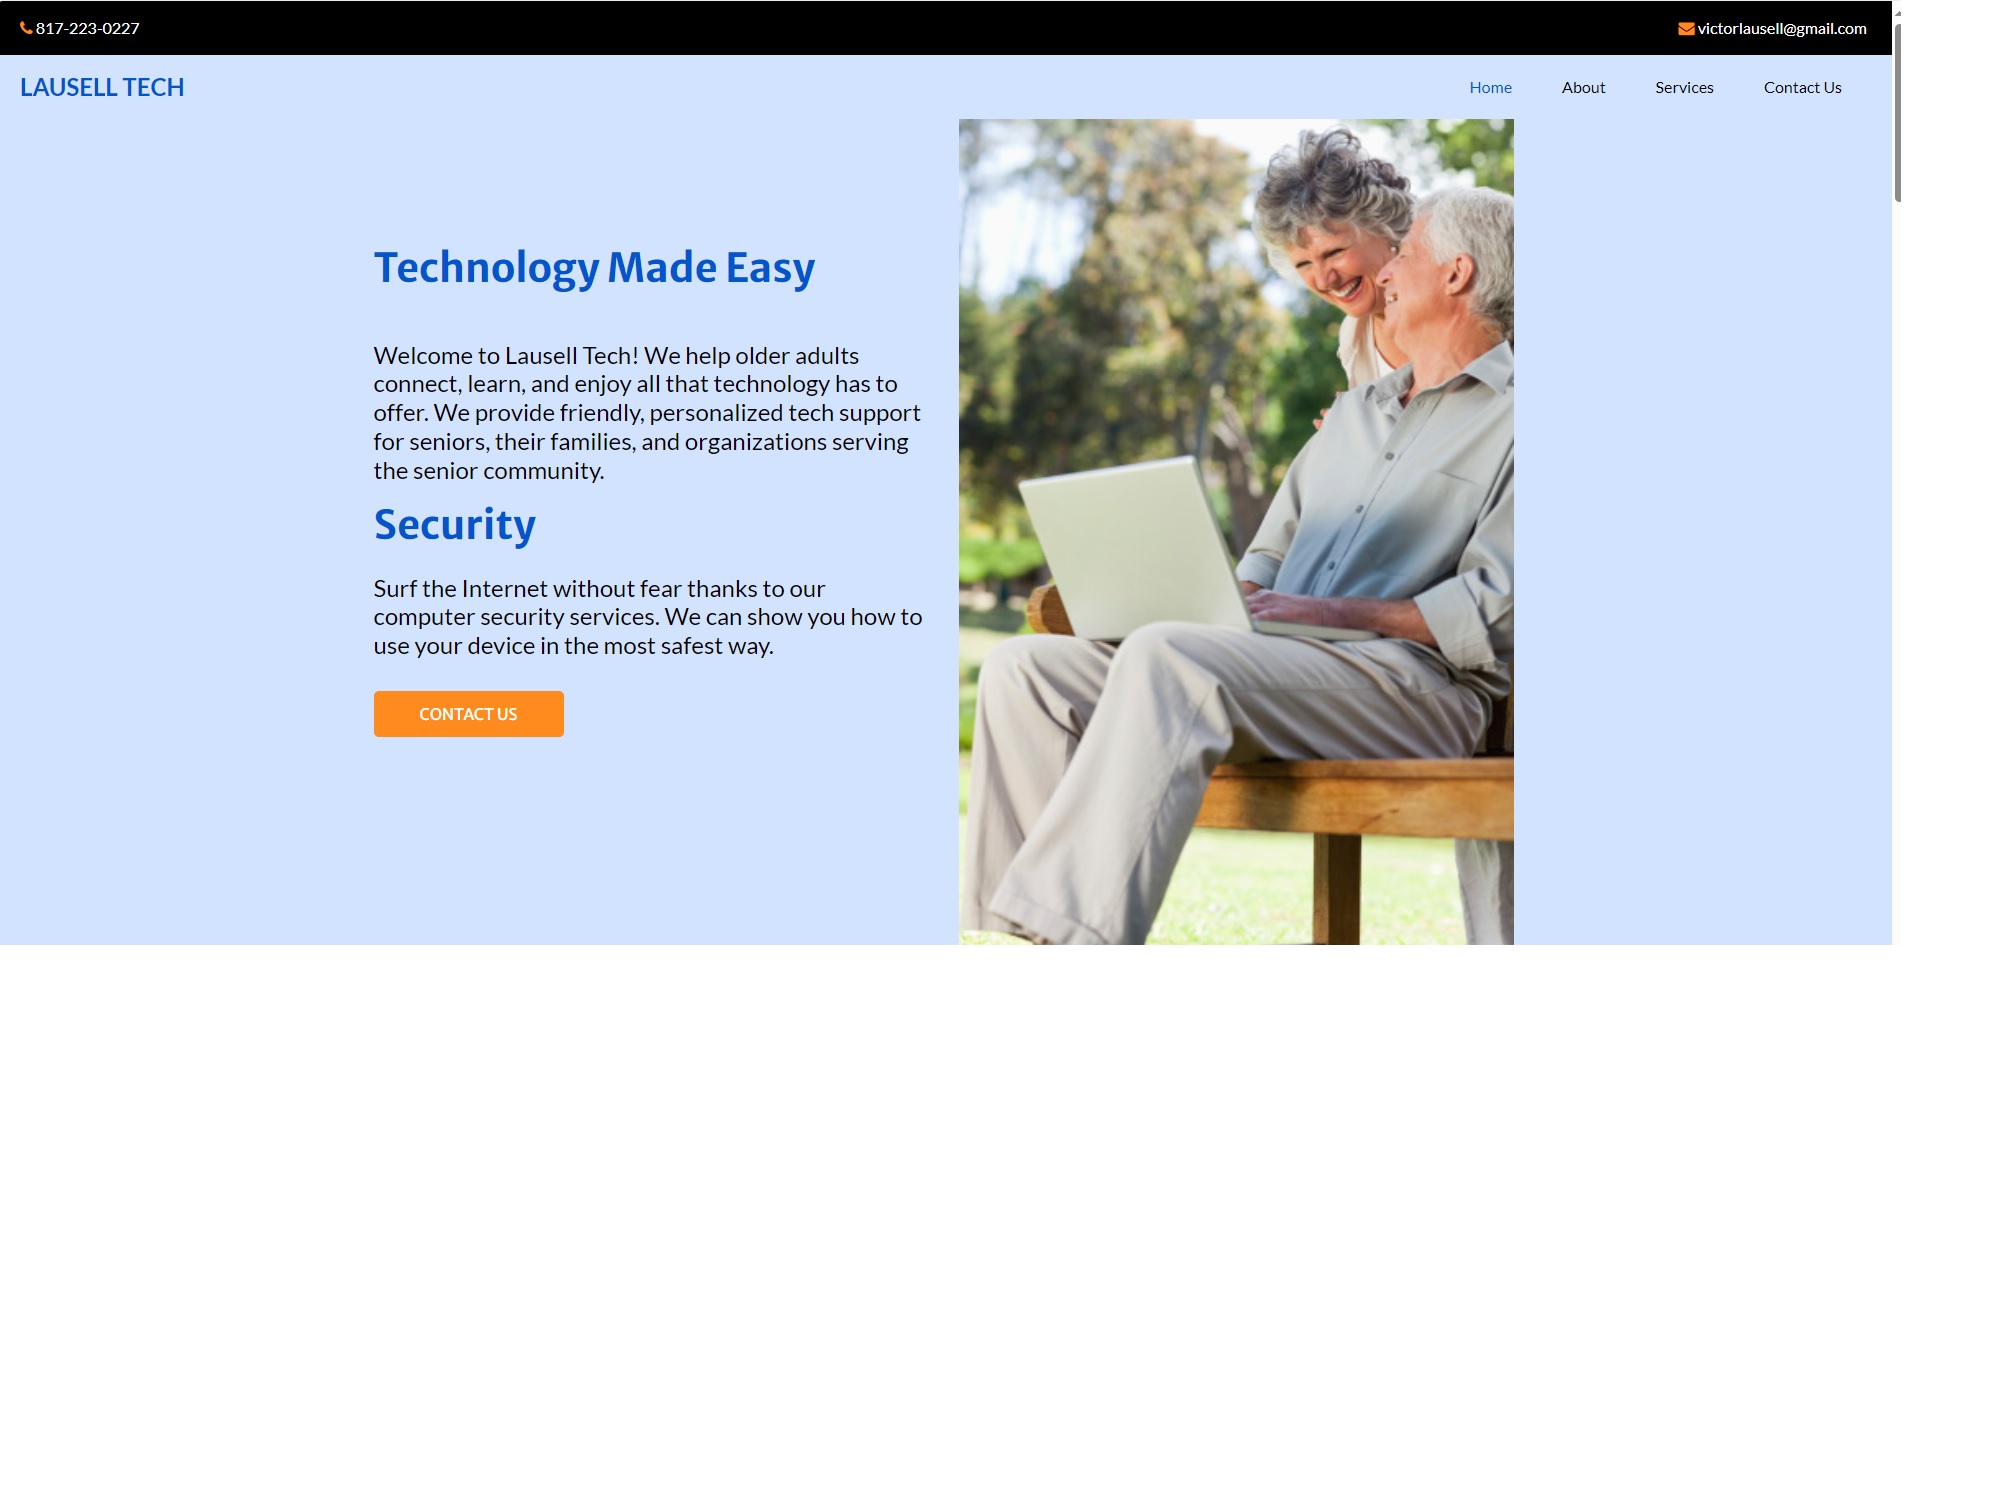 817-223-0227
victorlausell@gmail.com
LAUSELL TECH
Home
About
Services
Contact Us
Technology Made Easy
Welcome to Lausell Tech! We help older adults
connect, learn, and enjoy all that technology has to
offer. We provide friendly, personalized tech support
for seniors, their families, and organizations serving
the senior community.
Security
Surf the Internet without fear thanks to our
computer security services. We can show you how to
use your device in the most safest way.
CONTACT US